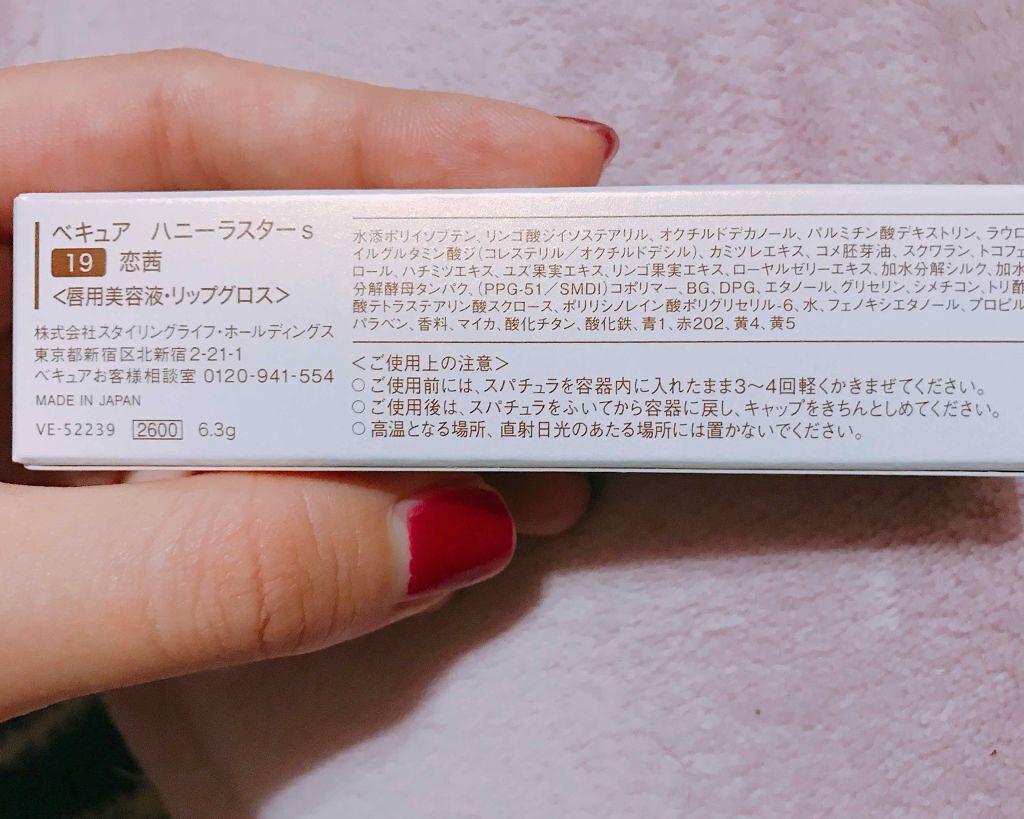 ベキュア ハニーラスターs
19 恋茜
<唇用美容液・リップグロス>
株式会社スタイリングライフ・ホールディングス
東京都新宿区北新宿2-21-1
ベキュアお客様相談室 0120-941-554
MADE IN JAPAN
VE-52239 2600 6.3g
水添ポリイソブテン、リンゴ酸ジイソステアリル、オクチルドデカノール、パルミチン酸デキストリン、ラウロ
イルグルタミン酸ジ(コレステリル/オクチルドデシル)、カミツレエキス、コメ胚芽油、スクワラン、トコフェ
ロール、ハチミツエキス、ユズ果実エキス、リンゴ果実エキス、ローヤルゼリーエキス、加水分解シルク、加水
分解酵母タンパク、(PPG-51/SMDI)コポリマー、BG、DPG、エタノール、グリセリン、シメチコン、トリ酢
酸テトラステアリン酸スクロース、ポリリシノレイン酸ポリグリセリル-6、水、フェノキシエタノール、プロピル
パラベン、香料、マイカ、酸化チタン、酸化鉄、青1、赤202、黄4、黄5
<ご使用上の注意>
○ご使用前には、スパチュラを容器内に入れたまま3〜4回軽くかきまぜてください。
○ご使用後は、スパチュラをふいてから容器に戻し、キャップをきちんとしめてください。
○高温となる場所、直射日光のあたる場所には置かないでください。